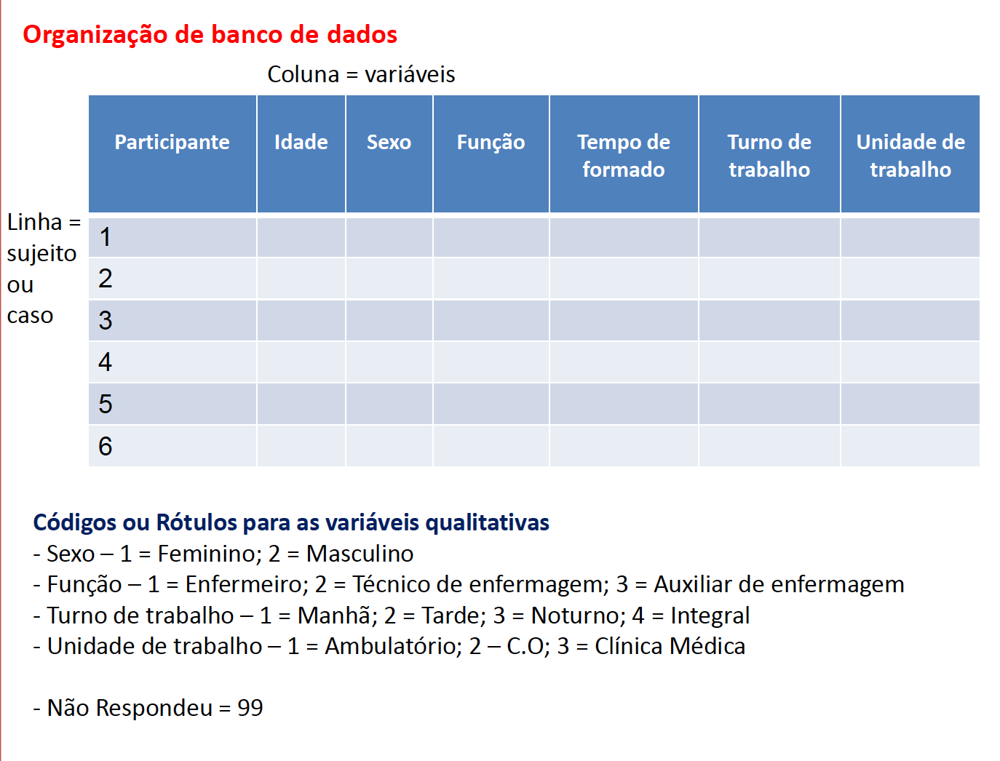 Organização de banco de dados
Coluna = variáveis
Participante Idade Sexo Função Tempo de formado Turno de trabalho Unidade de trabalho
Linha =
sujeito
ou
caso
1
2
3
4
5
6
Códigos ou Rótulos para as variáveis qualitativas
- Sexo – 1 = Feminino; 2 = Masculino
- Função – 1 = Enfermeiro; 2 = Técnico de enfermagem; 3 = Auxiliar de enfermagem
- Turno de trabalho – 1 = Manhã; 2 = Tarde; 3 = Noturno; 4 = Integral
- Unidade de trabalho – 1 = Ambulatório; 2 – C.O; 3 = Clínica Médica
- Não Respondeu = 99